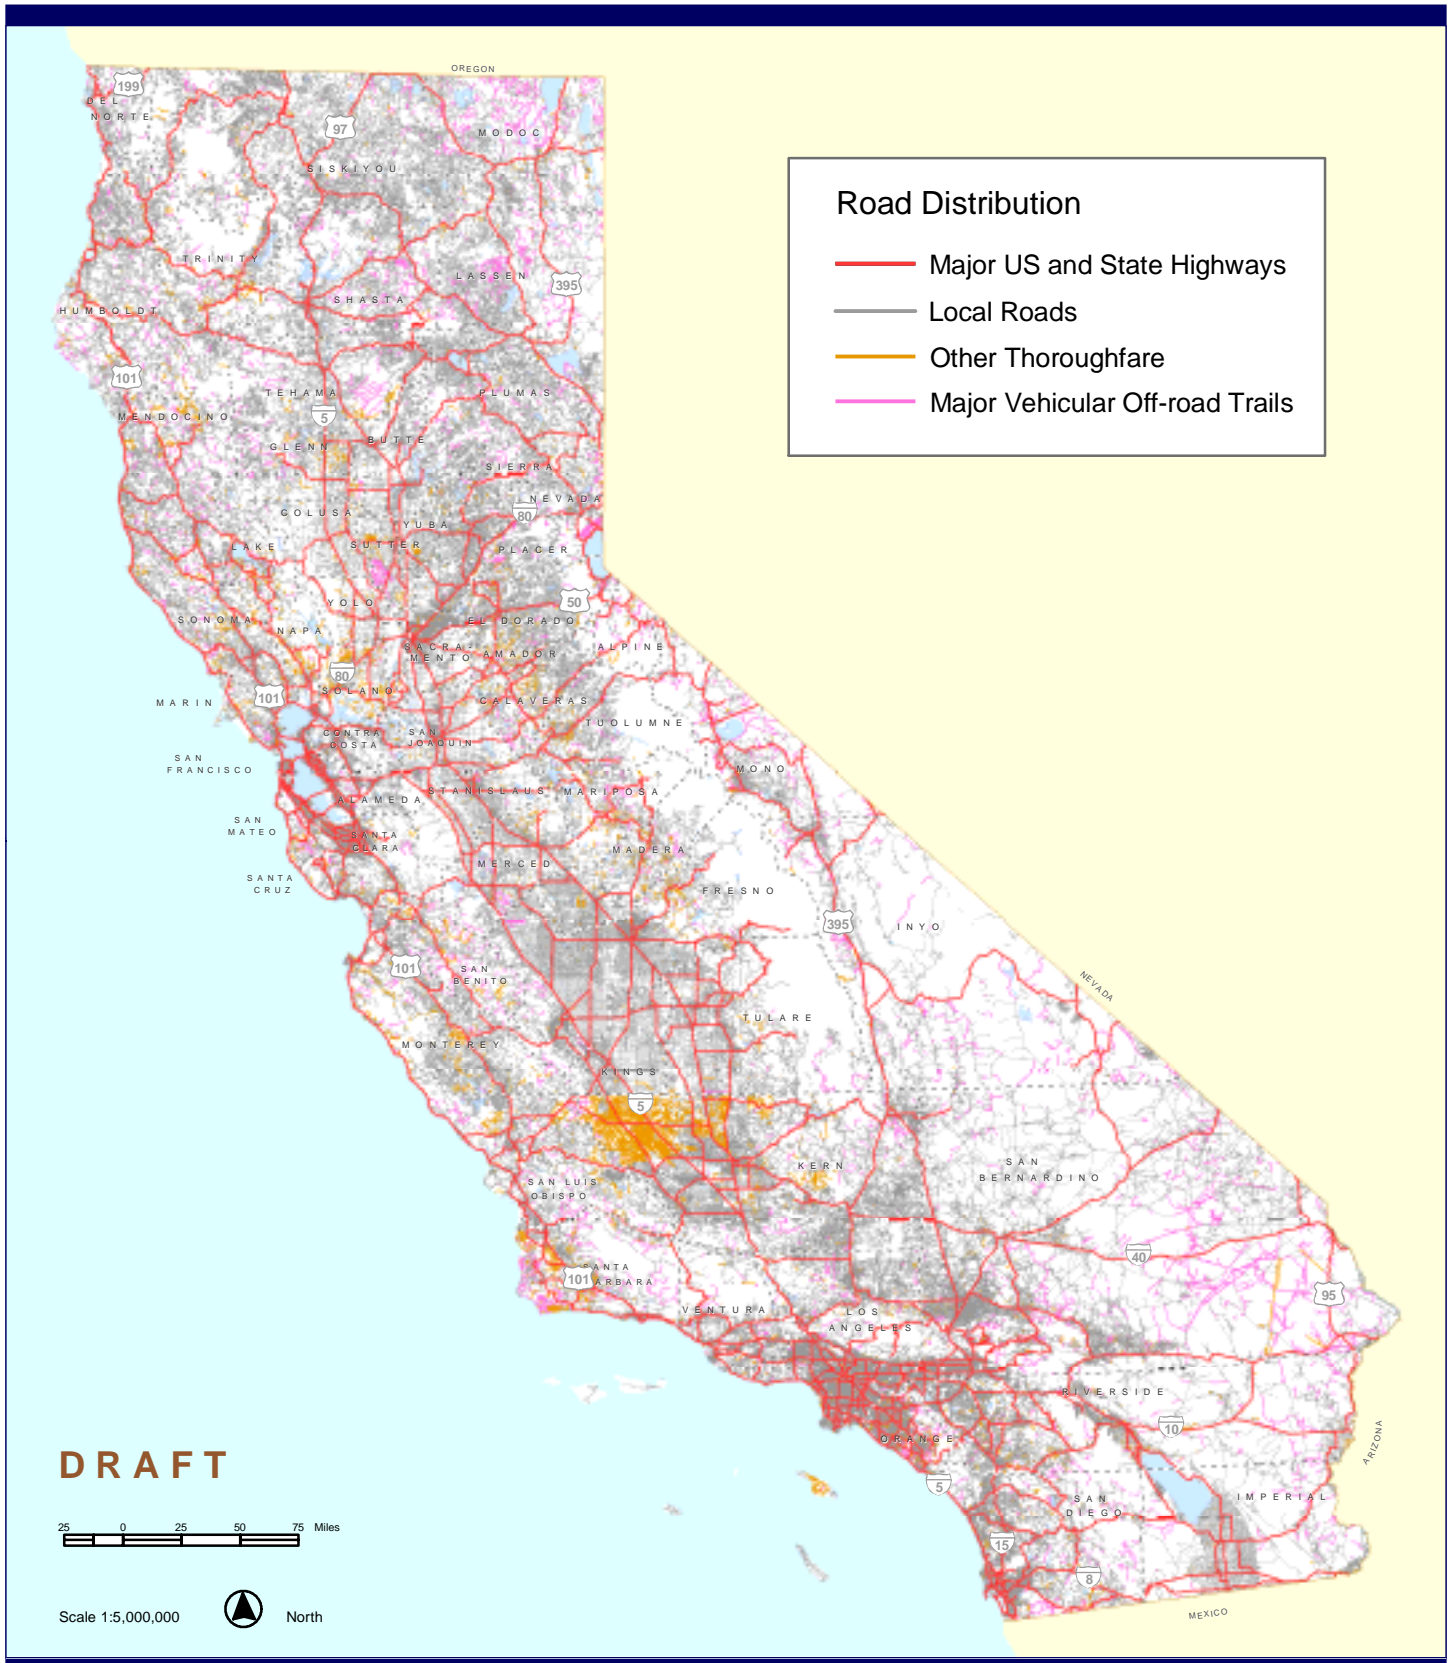 OREGON
199
DEL
NORTE
97
MODOC
SISKIYOU
Road Distribution
Major US and State Highways
Local Roads
Other Thoroughfare
Major Vehicular Off-road Trails
TRINITY
LASSEN
395
SHASTA
HUMBOLDT
101
TEHAMA
PLUMAS
5
MENDOCINO
BUTTE
GLENN
SIERRA
NEVADA
80
COLUSA
YUBA
LAKE
SUTTER
PLACER
50
YOLO
SONOMA
NAPA
EL DORADO
SACRA-
MENTO
AMADOR
ALPINE
80
SOLANO
101
MARIN
CALAVERAS
TUOLUMNE
CONTRA
COSTA
SAN
JOAQUIN
SAN
FRANCISCO
MONO
STANISLAUS
MARIPOSA
ALAMEDA
SAN
MATEO
SANTA
CLARA
MADERA
MERCED
SANTA
CRUZ
FRESNO
395
INYO
101
SAN
BENITO
NEVADA
TULARE
MONTEREY
KINGS
5
KERN
SAN
BERNARDINO
SAN LUIS
OBISPO
40
101
SANTA
ARBARA
95
VENTURA
LOS
ANGELES
RIVERSIDE
10
ORANGE
ARIZONA
5
SAN
DIEGO
IMPERIAL
15
8
MEXICO
DRAFT
25 0 25 50 75 Miles
Scale 1:5,000,000
North